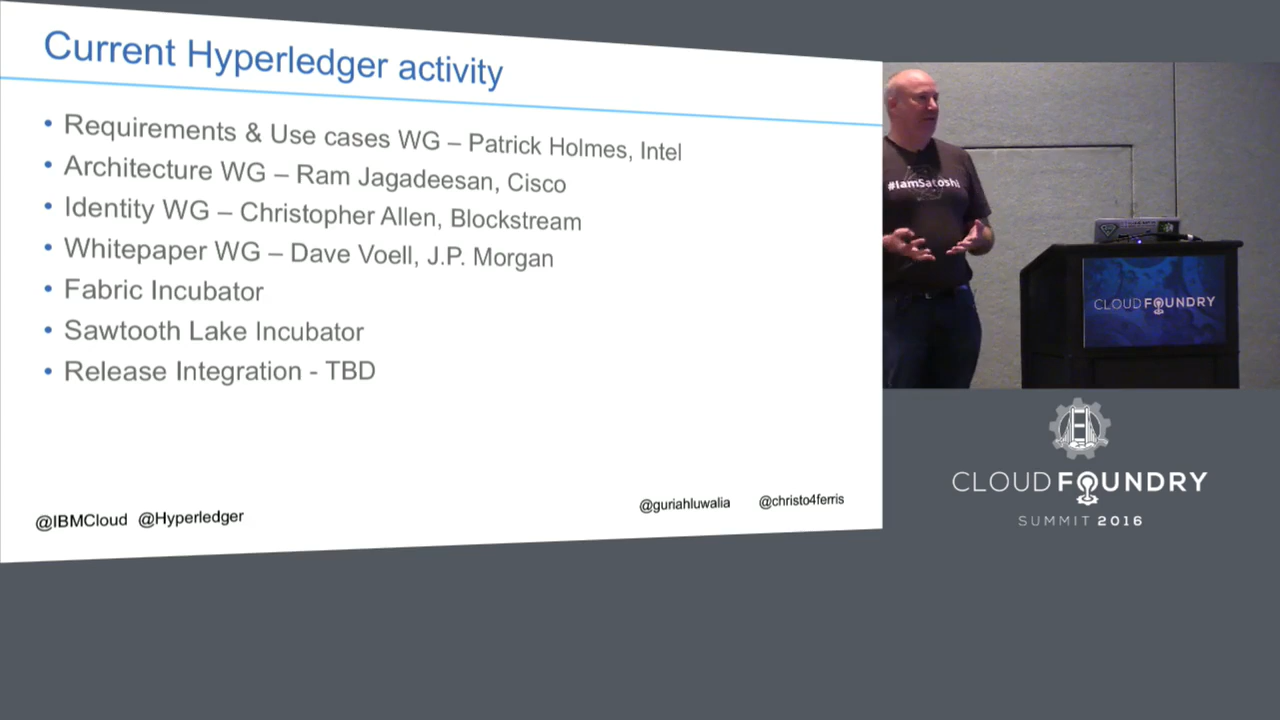 Current Hyperledger activity
• Requirements & Use cases WG – Patrick Holmes, Intel
• Architecture WG – Ram Jagadeesan, Cisco
• Identity WG – Christopher Allen, Blockstream
• Whitepaper WG – Dave Voell, J.P. Morgan
• Fabric Incubator
• Sawtooth Lake Incubator
• Release Integration - TBD
@IBMCloud @Hyperledger
@guriahluwalia @christo4ferris
#IamSatoshi
CLOUD FOUNDRY
CLOUD FOUNDRY
SUMMIT 2016